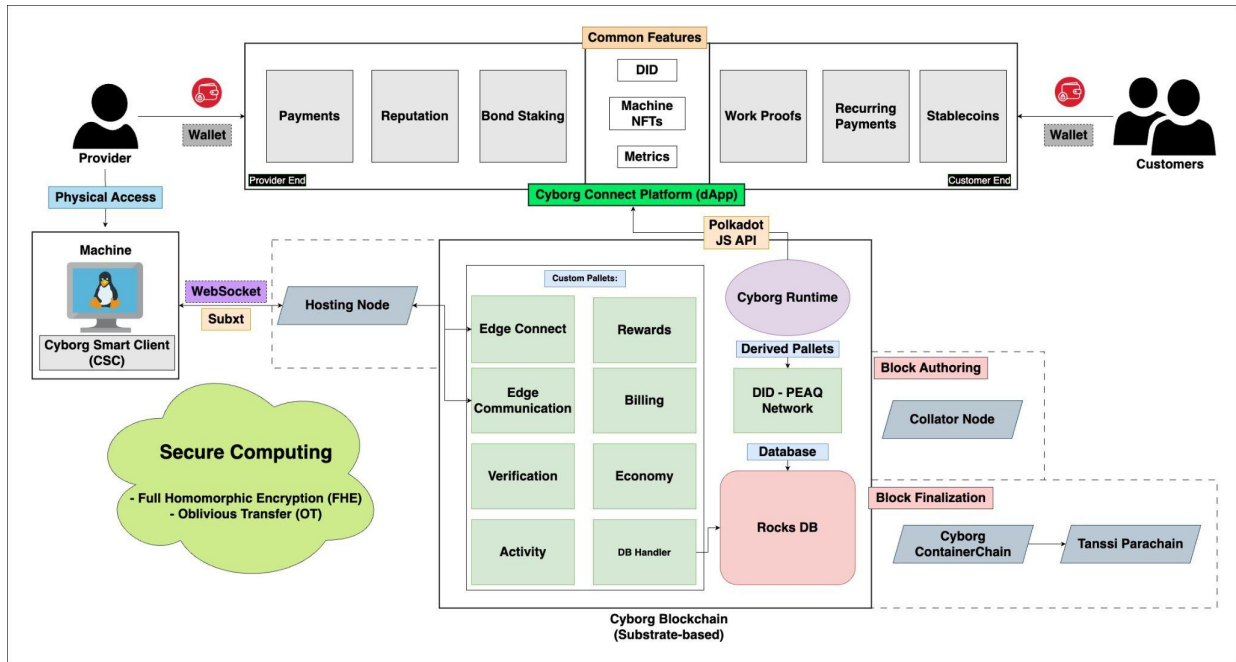 Common Features
Provider
Wallet
Payments
Reputation
Bond Staking
DID
Machine
NFTs
Metrics
Work Proofs
Recurring
Payments
Stablecoins
Wallet
Customers
Provider End
Customer End
Cyborg Connect Platform (dApp)
Physical Access
Machine
Cyborg Smart Client
(CSC)
WebSocket
Subxt
Hosting Node
Polkadot
JS API
Custom Pallets:
Edge Connect
Rewards
Edge
Communication
Billing
Verification
Economy
Activity
DB Handler
Cyborg Runtime
Derived Pallets
DID - PEAQ
Network
Database
Rocks DB
Block Authoring
Collator Node
Block Finalization
Cyborg
ContainerChain
Tanssi Parachain
Secure Computing
- Full Homomorphic Encryption (FHE)
- Oblivious Transfer (OT)
Cyborg Blockchain
(Substrate-based)